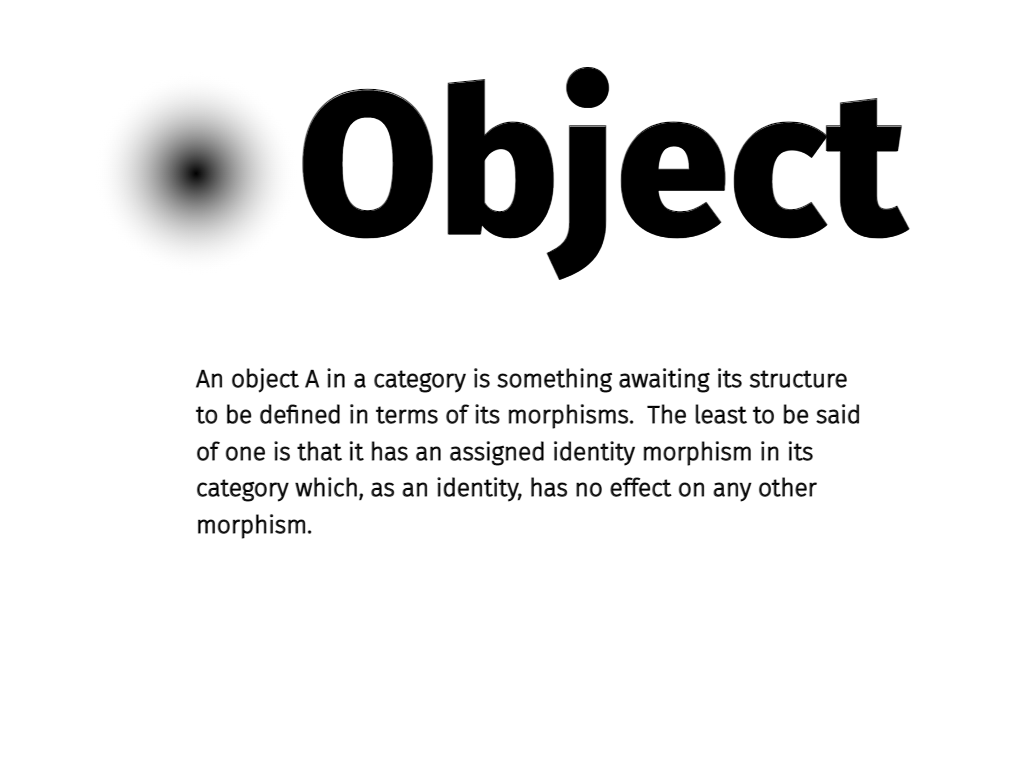 Object
An object A in a category is something awaiting its structure
to be defined in terms of its morphisms.  The least to be said
of one is that it has an assigned identity morphism in its
category which, as an identity, has no effect on any other
morphism.